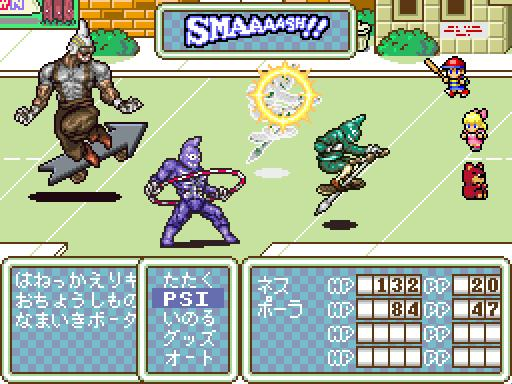 SMAAAASH!!
はねっかえりキ
おちょうしもの
なまいきボータ
たたく
PSI
いのる
グッズ
オート
ネス HP 132 PP 20
ポーラ HP 84 PP 47
HP PP
HP PP